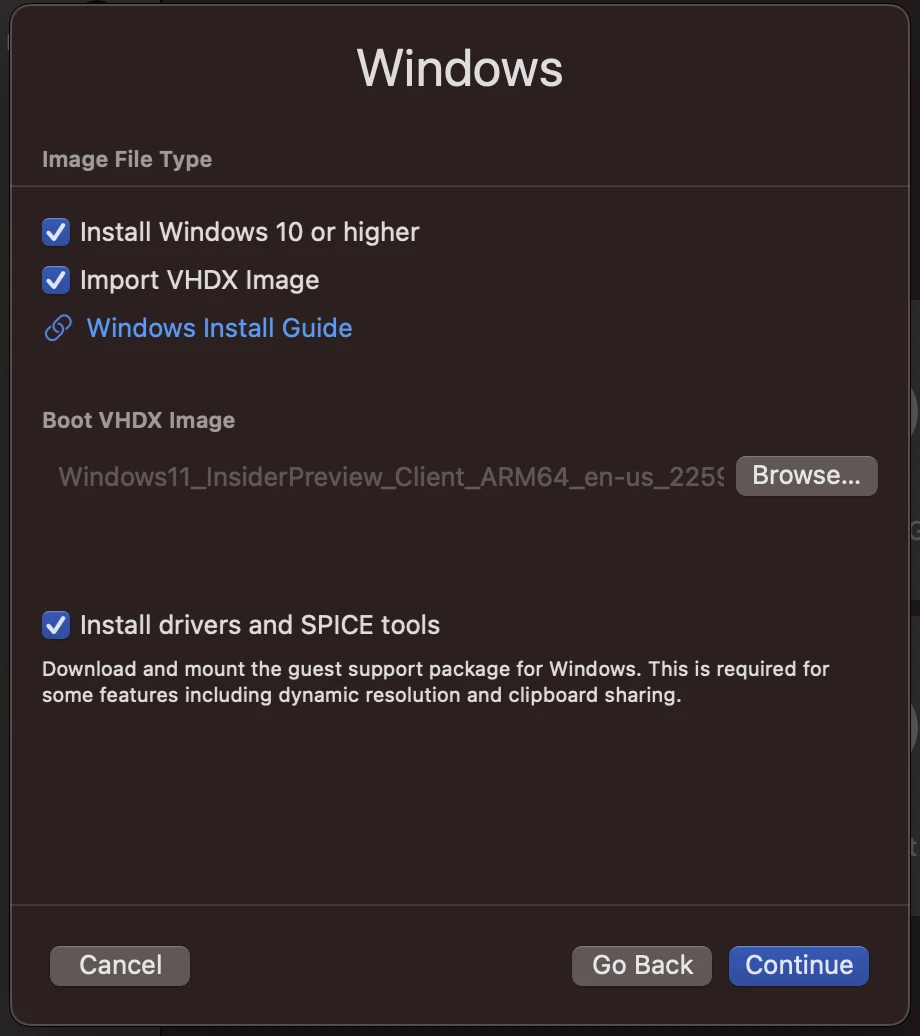 Windows
Image File Type
Install Windows 10 or higher
Import VHDX Image
Windows Install Guide
Boot VHDX Image
Windows11_InsiderPreview_Client_ARM64_en-us_2259
Browse...
Install drivers and SPICE tools
Download and mount the guest support package for Windows. This is required for
some features including dynamic resolution and clipboard sharing.
Cancel
Go Back
Continue